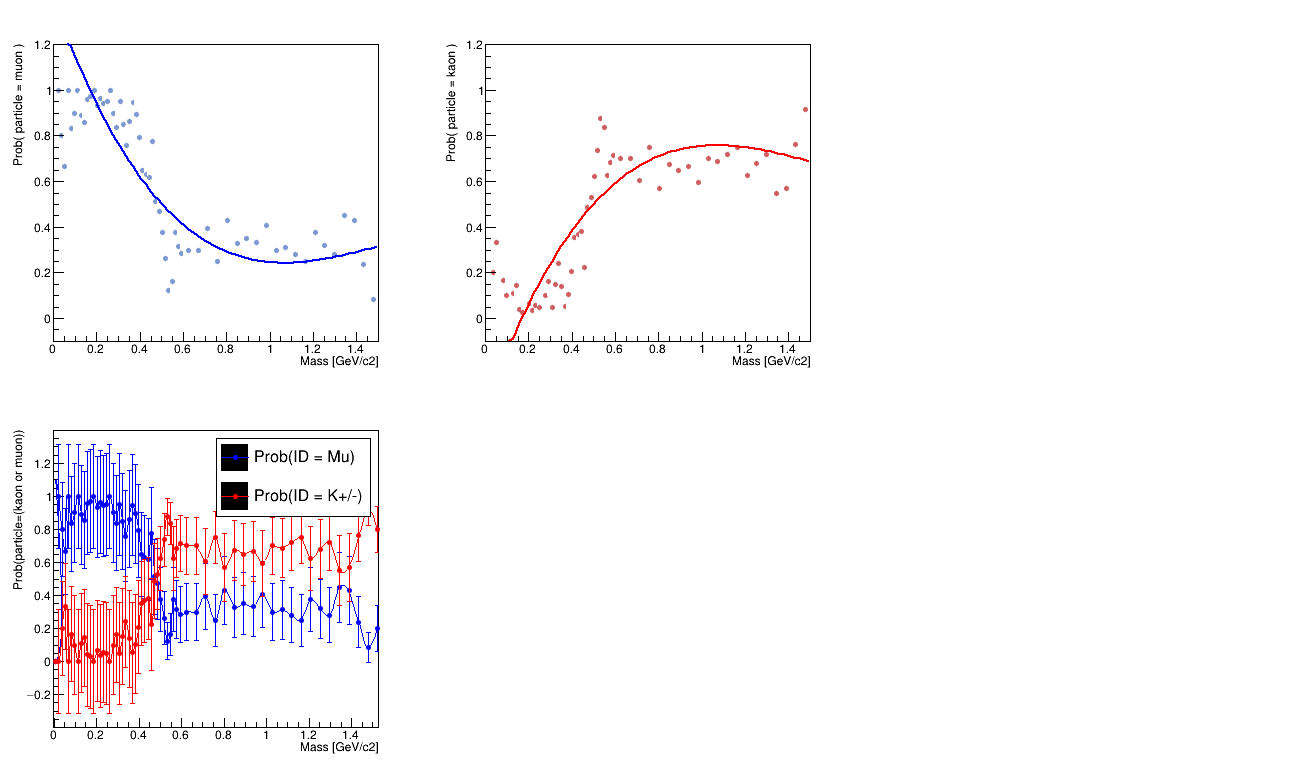 Prob( particle = muon )
1.2
1
0.8
0.6
0.4
0.2
0
0 0.2 0.4 0.6 0.8 1 1.2 1.4
Mass [GeV/c2]
Prob( particle = kaon )
1.2
1
0.8
0.6
0.4
0.2
0
0 0.2 0.4 0.6 0.8 1 1.2 1.4
Mass [GeV/c2]
Prob(particle=(kaon or muon))
1.2
1
0.8
0.6
0.4
0.2
0
−0.2
0 0.2 0.4 0.6 0.8 1 1.2 1.4
Mass [GeV/c2]
Prob(ID = Mu)
Prob(ID = K+/-)